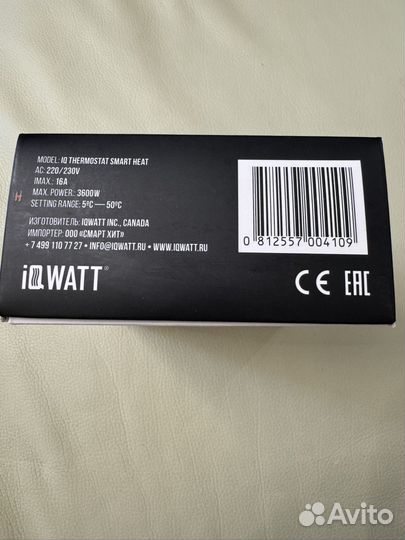 MODEL: IQ THERMOSTAT SMART HEAT
AC: 220/230V
IMAX.: 16A
MAX. POWER: 3600W
SETTING RANGE: 5ºC — 50ºC
ИЗГОТОВИТЕЛЬ: IQWATT INC., CANADA
ИМПОРТЕР: ООО «СМАРТ ХИТ»
+ 7 499 110 77 27 • INFO@IQWATT.RU • WWW.IQWATT.RU
0 812557 004109
iQWATT®
CE EAC
Avito